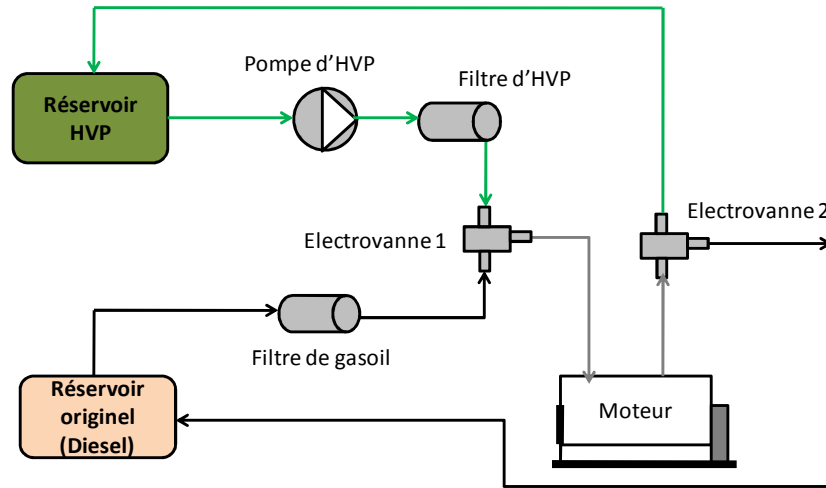 Pompe d’HVP
Filtre d’HVP
Réservoir
HVP
Electrovanne 2
Electrovanne 1
Filtre de gasoil
Réservoir
originel
(Diesel)
Moteur